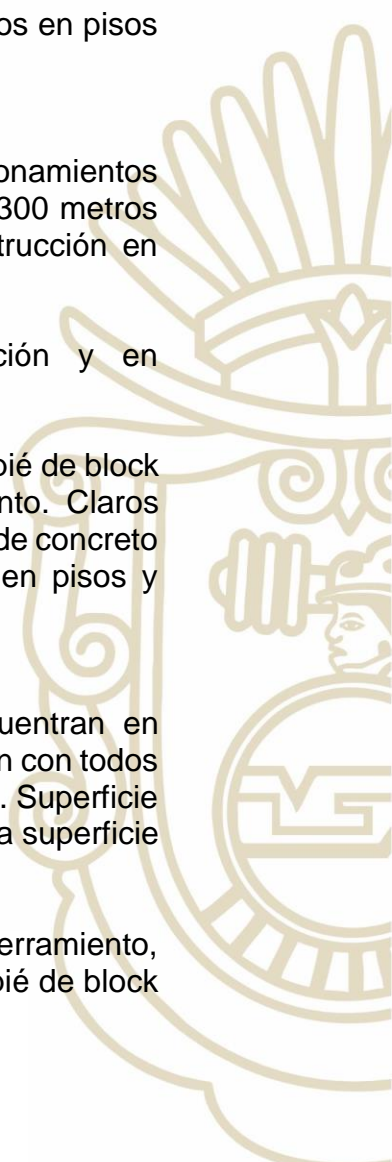 os en pisos
onamientos
300 metros
trucción en
ción y en
pié de block
nto. Claros
de concreto
en pisos y
uentran en
n con todos
. Superficie
a superficie
erramiento,
pié de block